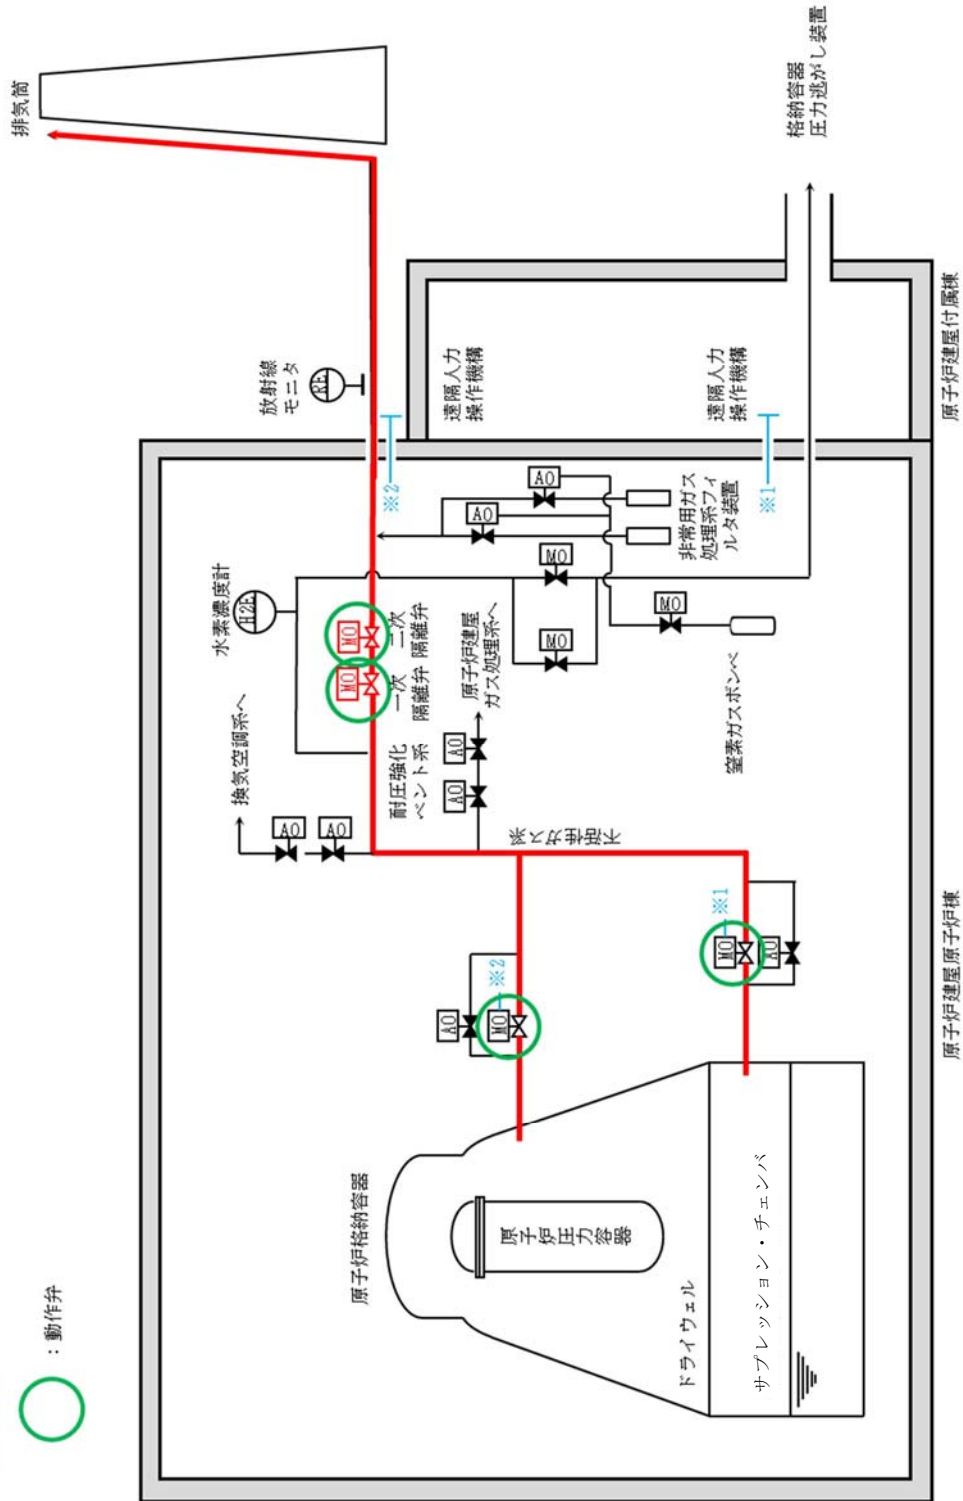 ：動作弁
排気筒
格納容器
圧力逃がし装置
放射線
モニタ
RE
遠隔人力
操作機構
遠隔人力
操作機構
原子炉建屋付属棟
※2
※1
水素濃度計
H2E
MO
MO
一次
隔離弁
二次
隔離弁
換気空調系へ
AO
AO
耐圧強化
ベント系
原子炉建屋
ガス処理系へ
AO
AO
AO
AO
非常用ガス
処理系フィ
ルタ装置
MO
MO
MO
窒素ガスボンベ
不活性ガス系
AO
MO
※2
MO
※1
AO
原子炉格納容器
原子炉圧力容器
ドライウェル
サプレッション・チェンバ
原子炉建屋原子炉棟